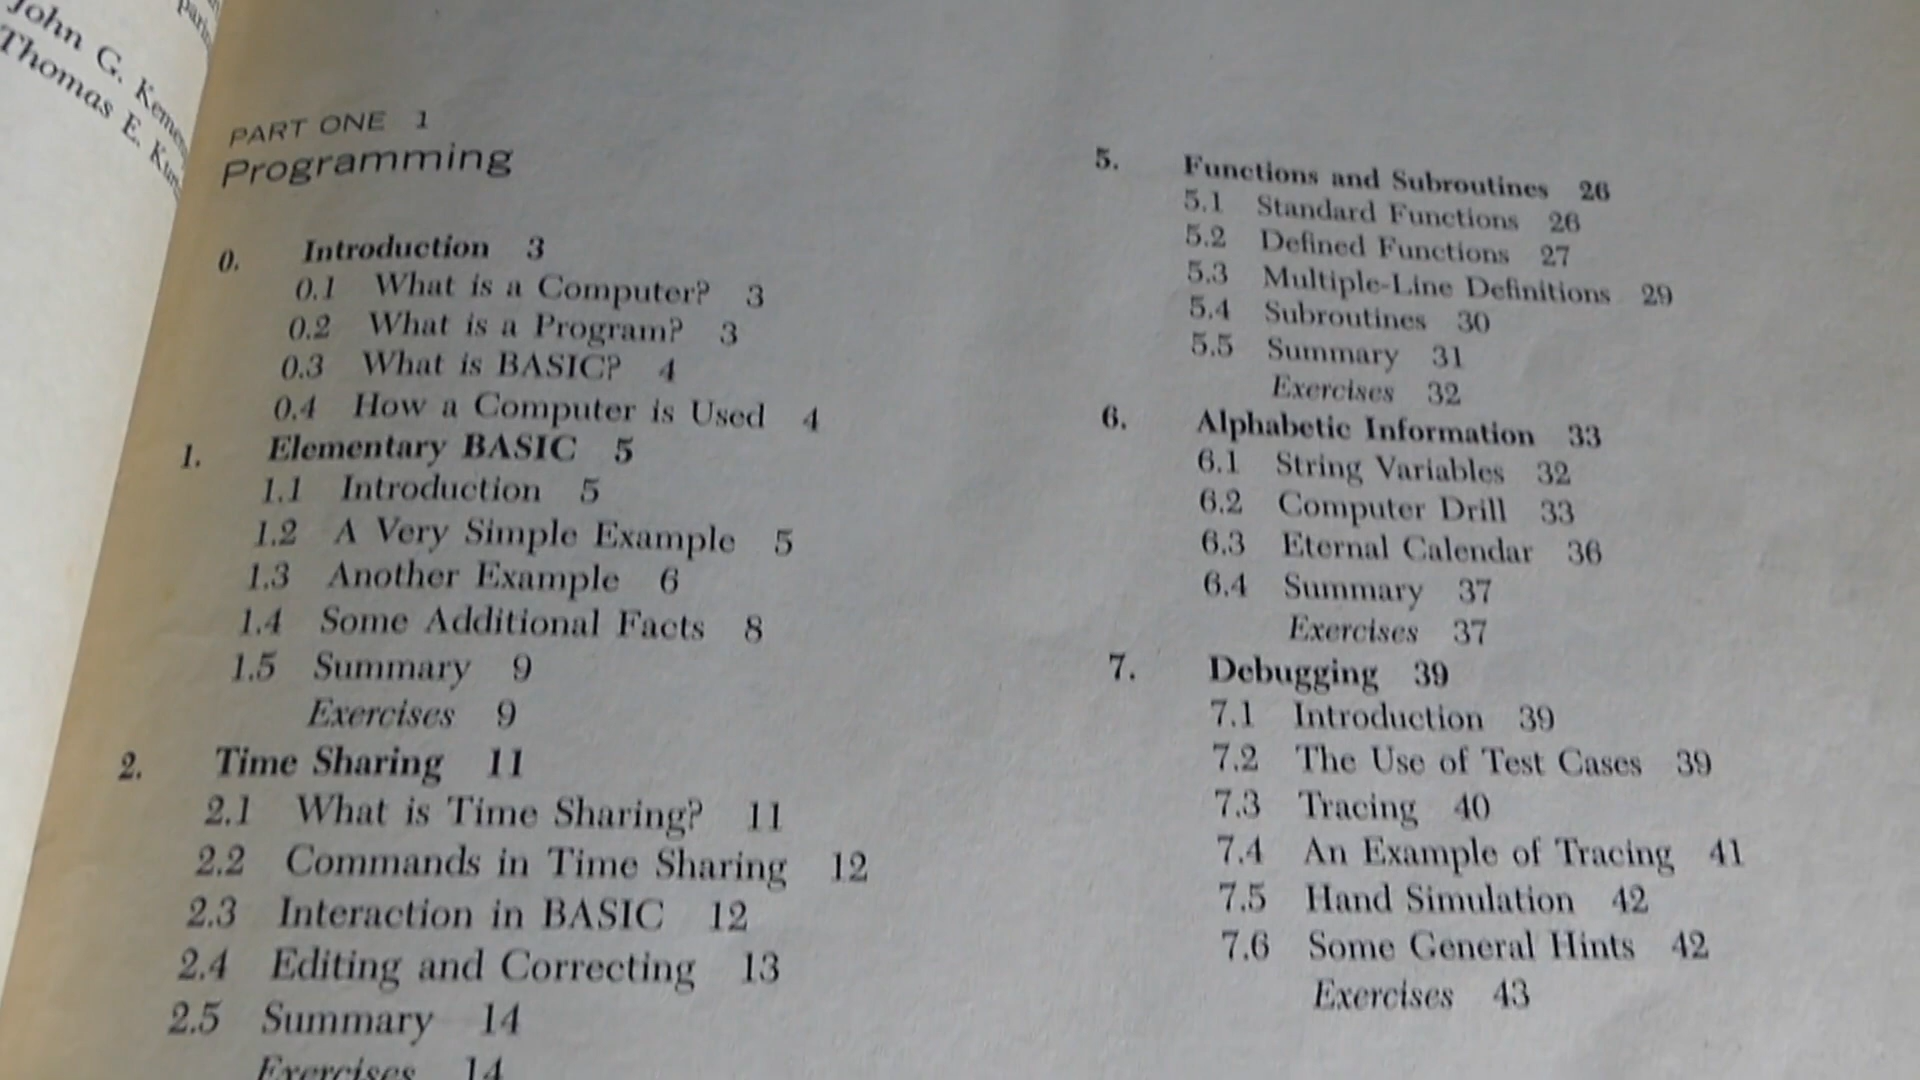 John G.
Thomas E.
PART ONE 1
Programming
0. Introduction 3
0.1 What is a Computer? 3
0.2 What is a Program? 3
0.3 What is BASIC? 4
0.4 How a Computer is Used 4
1. Elementary BASIC 5
1.1 Introduction 5
1.2 A Very Simple Example 5
1.3 Another Example 6
1.4 Some Additional Facts 8
1.5 Summary 9
Exercises 9
2. Time Sharing 11
2.1 What is Time Sharing? 11
2.2 Commands in Time Sharing 12
2.3 Interaction in BASIC 12
2.4 Editing and Correcting 13
2.5 Summary 14
Exercises 14
5. Functions and Subroutines 26
5.1 Standard Functions 26
5.2 Defined Functions 27
5.3 Multiple-Line Definitions 29
5.4 Subroutines 30
5.5 Summary 31
Exercises 32
6. Alphabetic Information 33
6.1 String Variables 32
6.2 Computer Drill 33
6.3 Eternal Calendar 36
6.4 Summary 37
Exercises 37
7. Debugging 39
7.1 Introduction 39
7.2 The Use of Test Cases 39
7.3 Tracing 40
7.4 An Example of Tracing 41
7.5 Hand Simulation 42
7.6 Some General Hints 42
Exercises 43